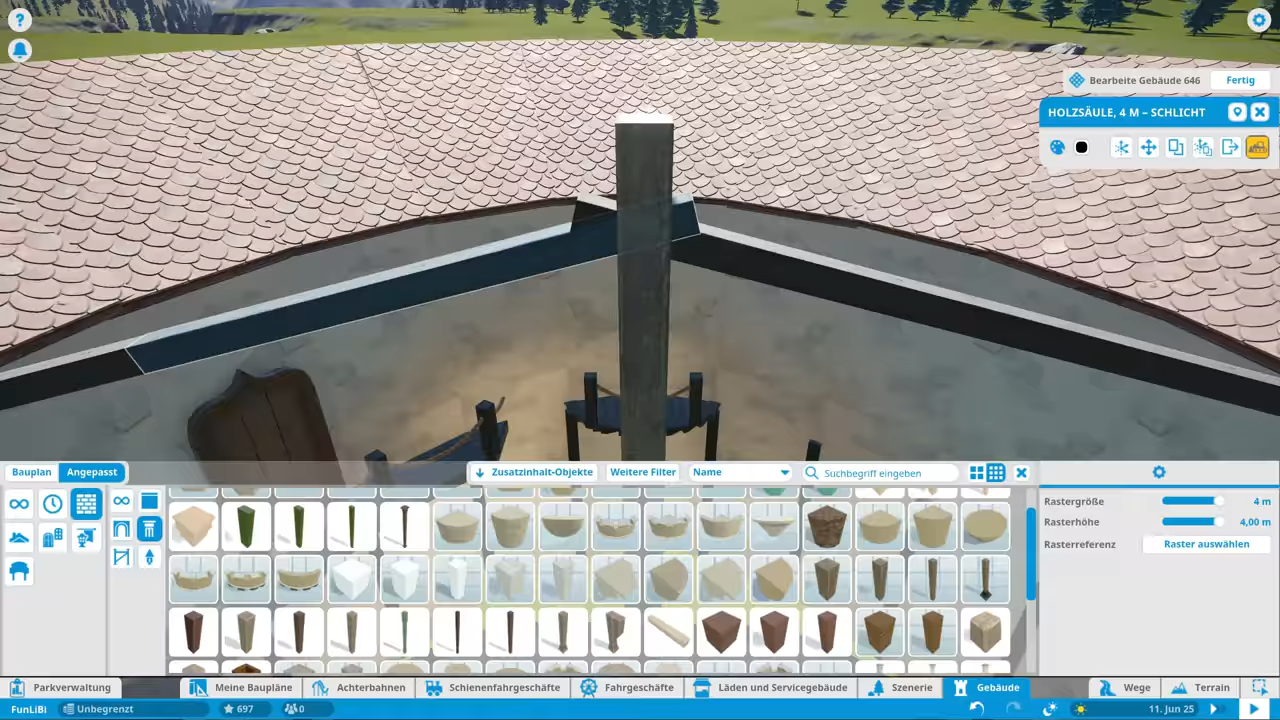 ?
Bearbeite Gebäude 646
Fertig
HOLZSÄULE, 4 M – SCHLICHT
Bauplan
Angepasst
Zusatzinhalt-Objekte
Weitere Filter
Name
Suchbegriff eingeben
Rastergröße
4 m
Rasterhöhe
4,00 m
Rasterreferenz
Raster auswählen
Parkverwaltung
Meine Baupläne
Achterbahnen
Schienenfahrgeschäfte
Fahrgeschäfte
Läden und Servicegebäude
Szenerie
Gebäude
Wege
Terrain
FunLiBi
Unbegrenzt
697
0
11. Jun 25